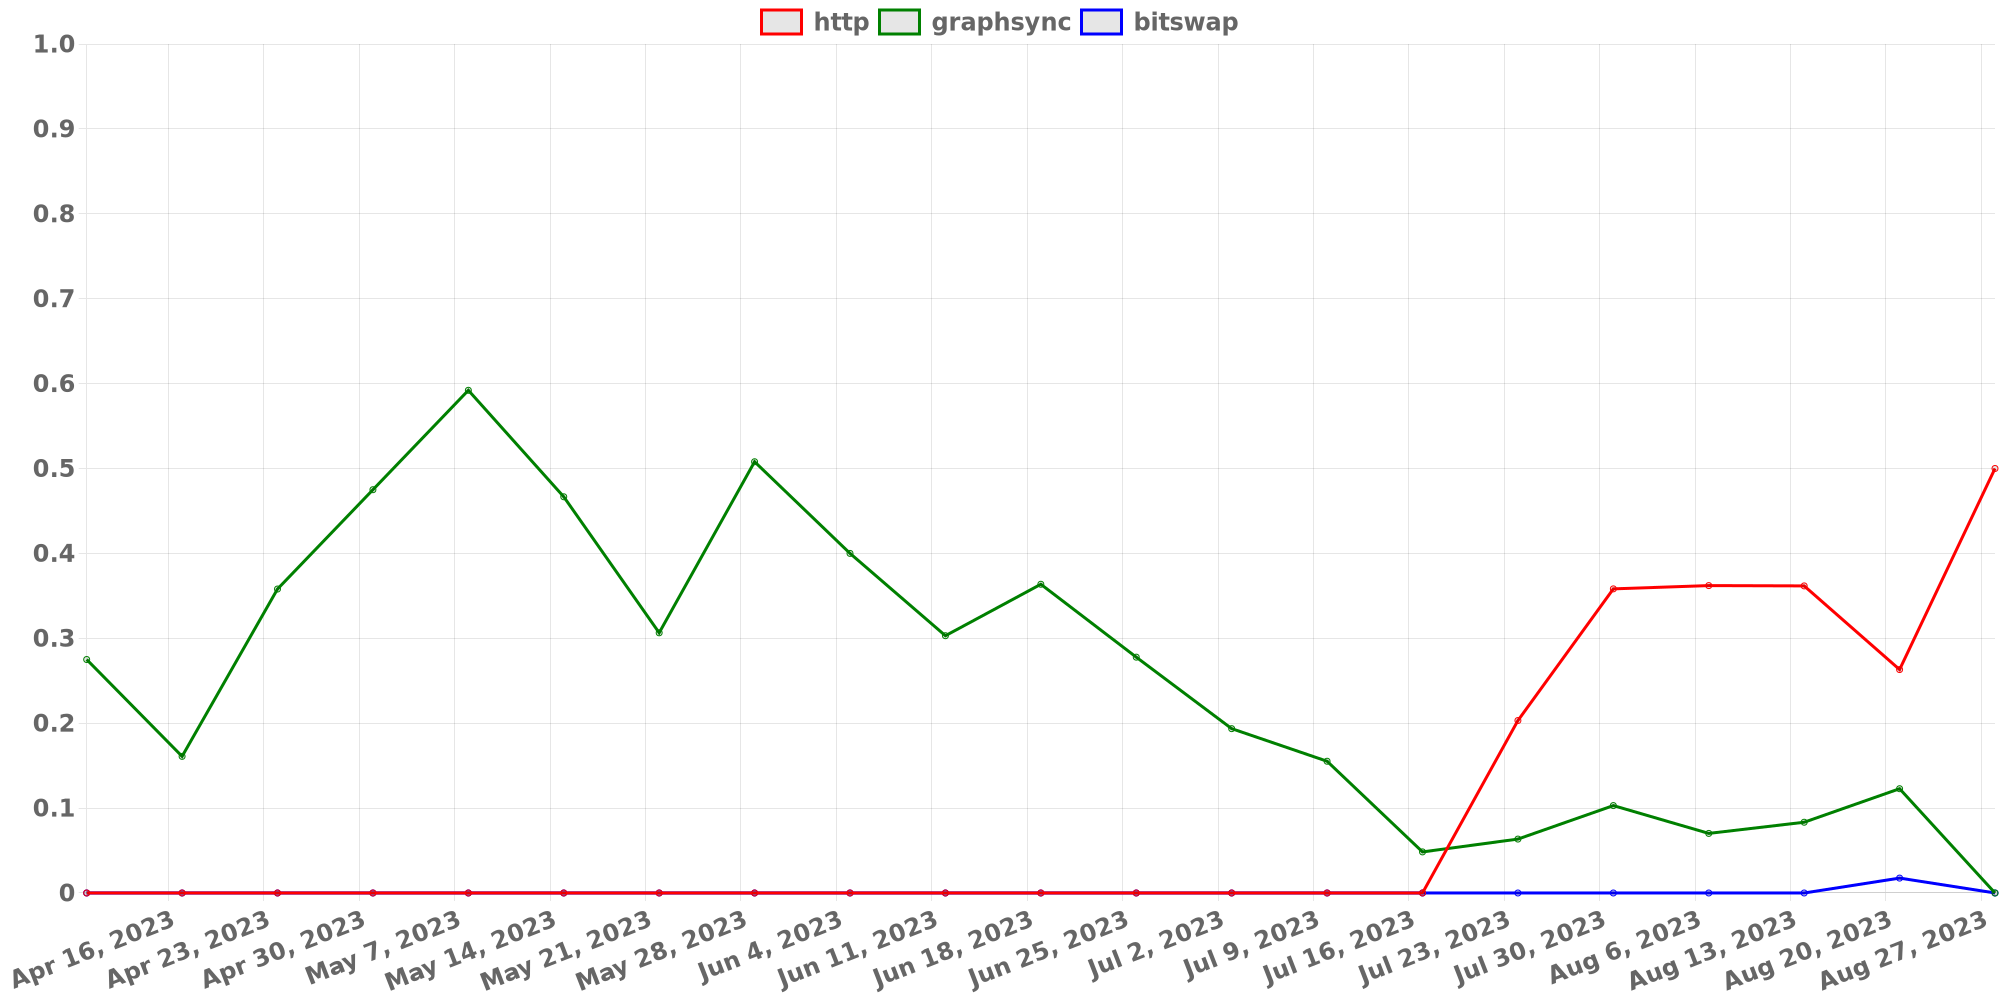 http graphsync bitswap
1.0
0.9
0.8
0.7
0.6
0.5
0.4
0.3
0.2
0.1
0
Apr 16, 2023
Apr 23, 2023
Apr 30, 2023
May 7, 2023
May 14, 2023
May 21, 2023
May 28, 2023
Jun 4, 2023
Jun 11, 2023
Jun 18, 2023
Jun 25, 2023
Jul 2, 2023
Jul 9, 2023
Jul 16, 2023
Jul 23, 2023
Jul 30, 2023
Aug 6, 2023
Aug 13, 2023
Aug 20, 2023
Aug 27, 2023